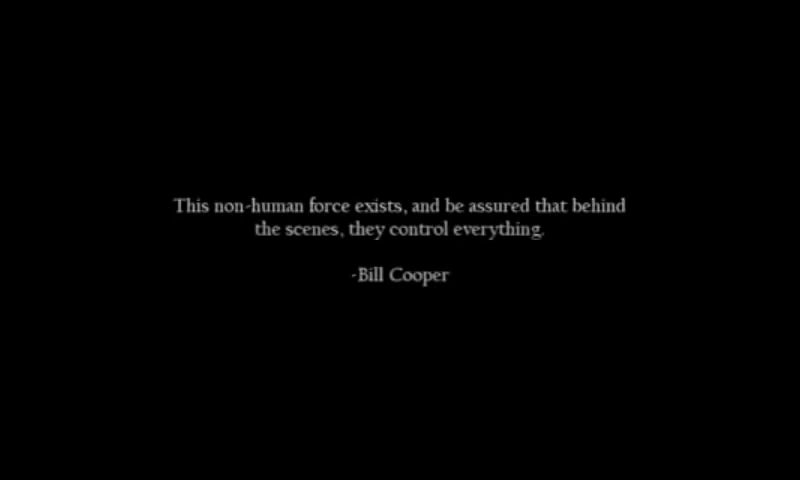 This non-human force exists, and be assured that behind
the scenes, they control everything.
-Bill Cooper